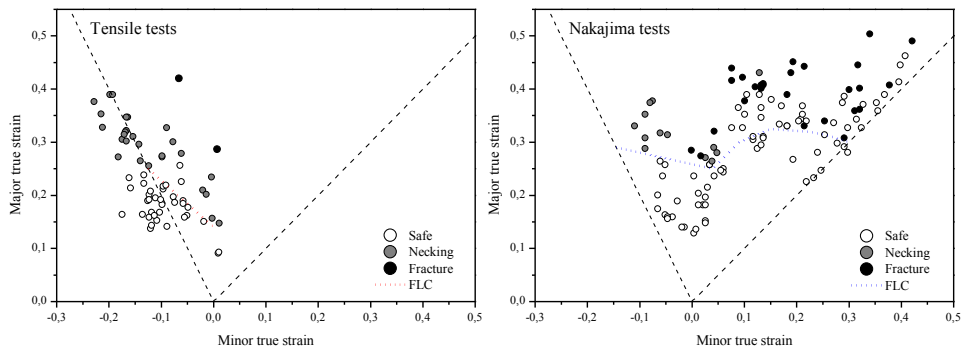 Tensile tests
0,5
0,4
0,3
0,2
0,1
0,0
Major true strain
Safe
Necking
Fracture
FLC
-0,3 -0,2 -0,1 0,0 0,1 0,2 0,3 0,4 0,5
Minor true strain
Nakajima tests
0,5
0,4
0,3
0,2
0,1
0,0
Major true strain
Safe
Necking
Fracture
FLC
-0,3 -0,2 -0,1 0,0 0,1 0,2 0,3 0,4 0,5
Minor true strain